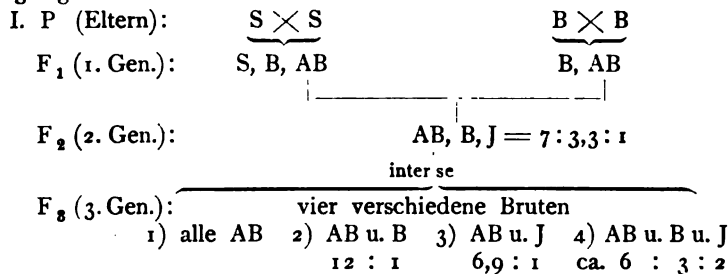 I. P (Eltern): S × S B × B
F₁ (1. Gen.): S, B, AB B, AB
F₂ (2. Gen.): AB, B, J = 7 : 3,3 : 1
inter se
F₃ (3. Gen.): vier verschiedene Bruten
1) alle AB 2) AB u. B 3) AB u. J 4) AB u. B u. J
12 : 1 6,9 : 1 ca. 6 : 3 : 2